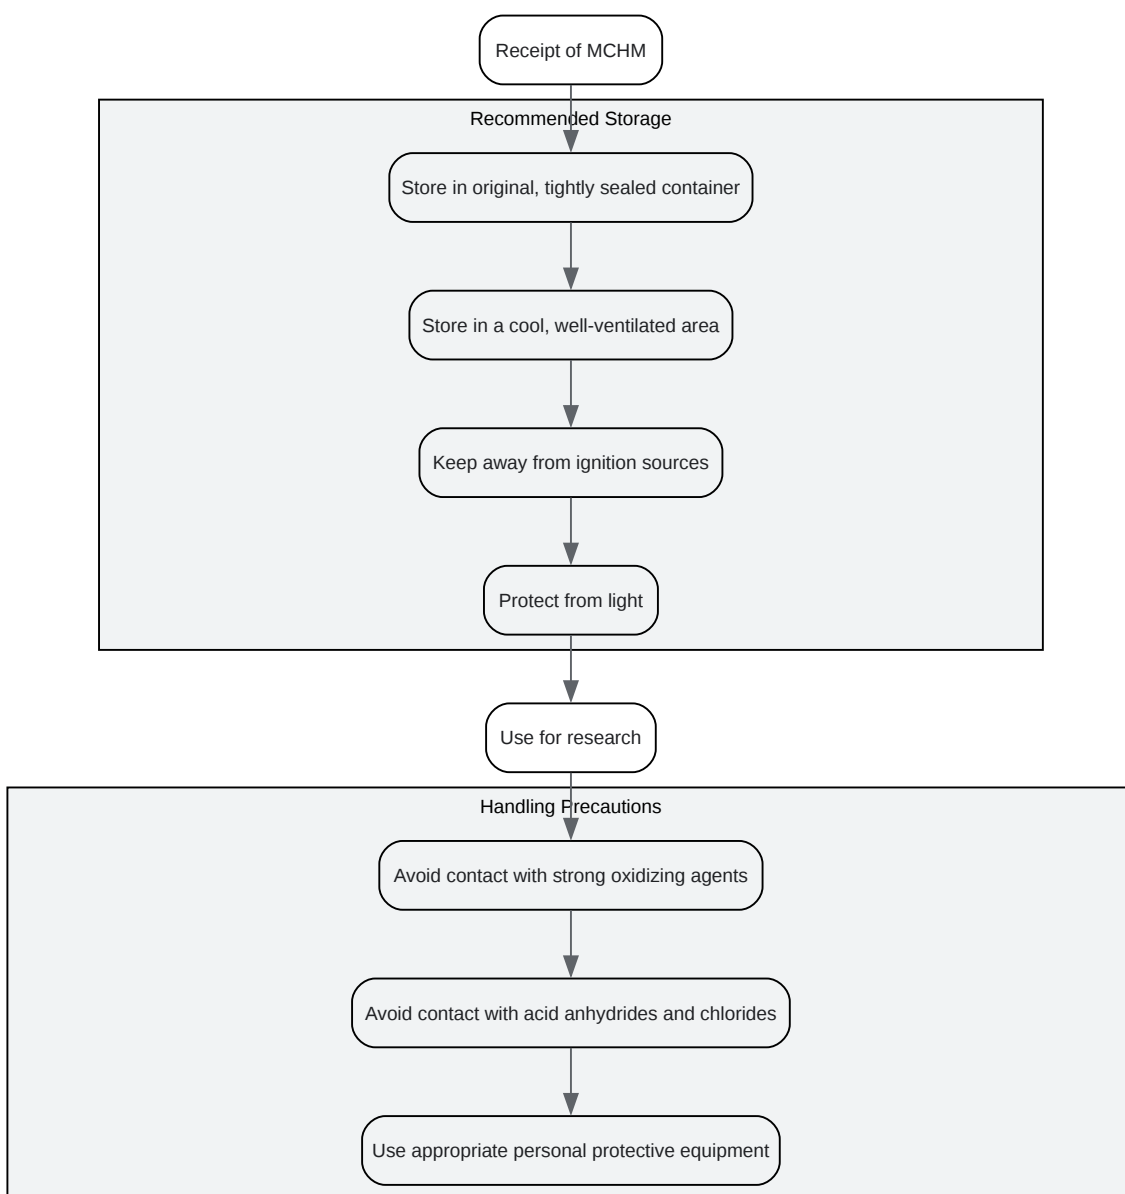 Receipt of MCHM
Recommended Storage
Store in original, tightly sealed container
Store in a cool, well-ventilated area
Keep away from ignition sources
Protect from light
Use for research
Handling Precautions
Avoid contact with strong oxidizing agents
Avoid contact with acid anhydrides and chlorides
Use appropriate personal protective equipment